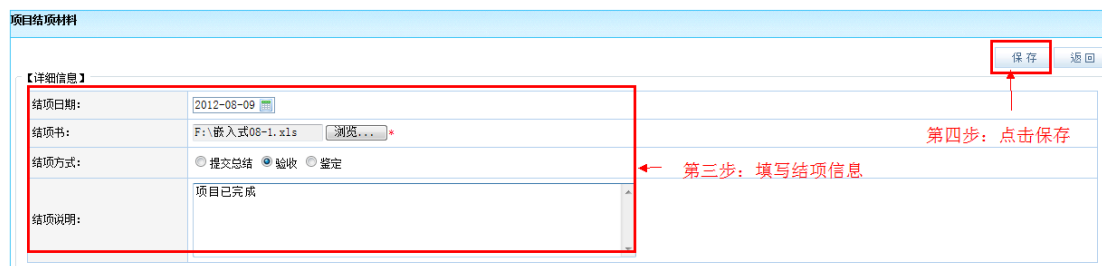 项目结项材料
保存 返回
【详细信息】
结项日期： 2012-08-09
结项书： F:\嵌入式08-1.xls 浏览... *
第四步：点击保存
结项方式： 提交总结 验收 鉴定
第三步：填写结项信息
项目已完成
结项说明：